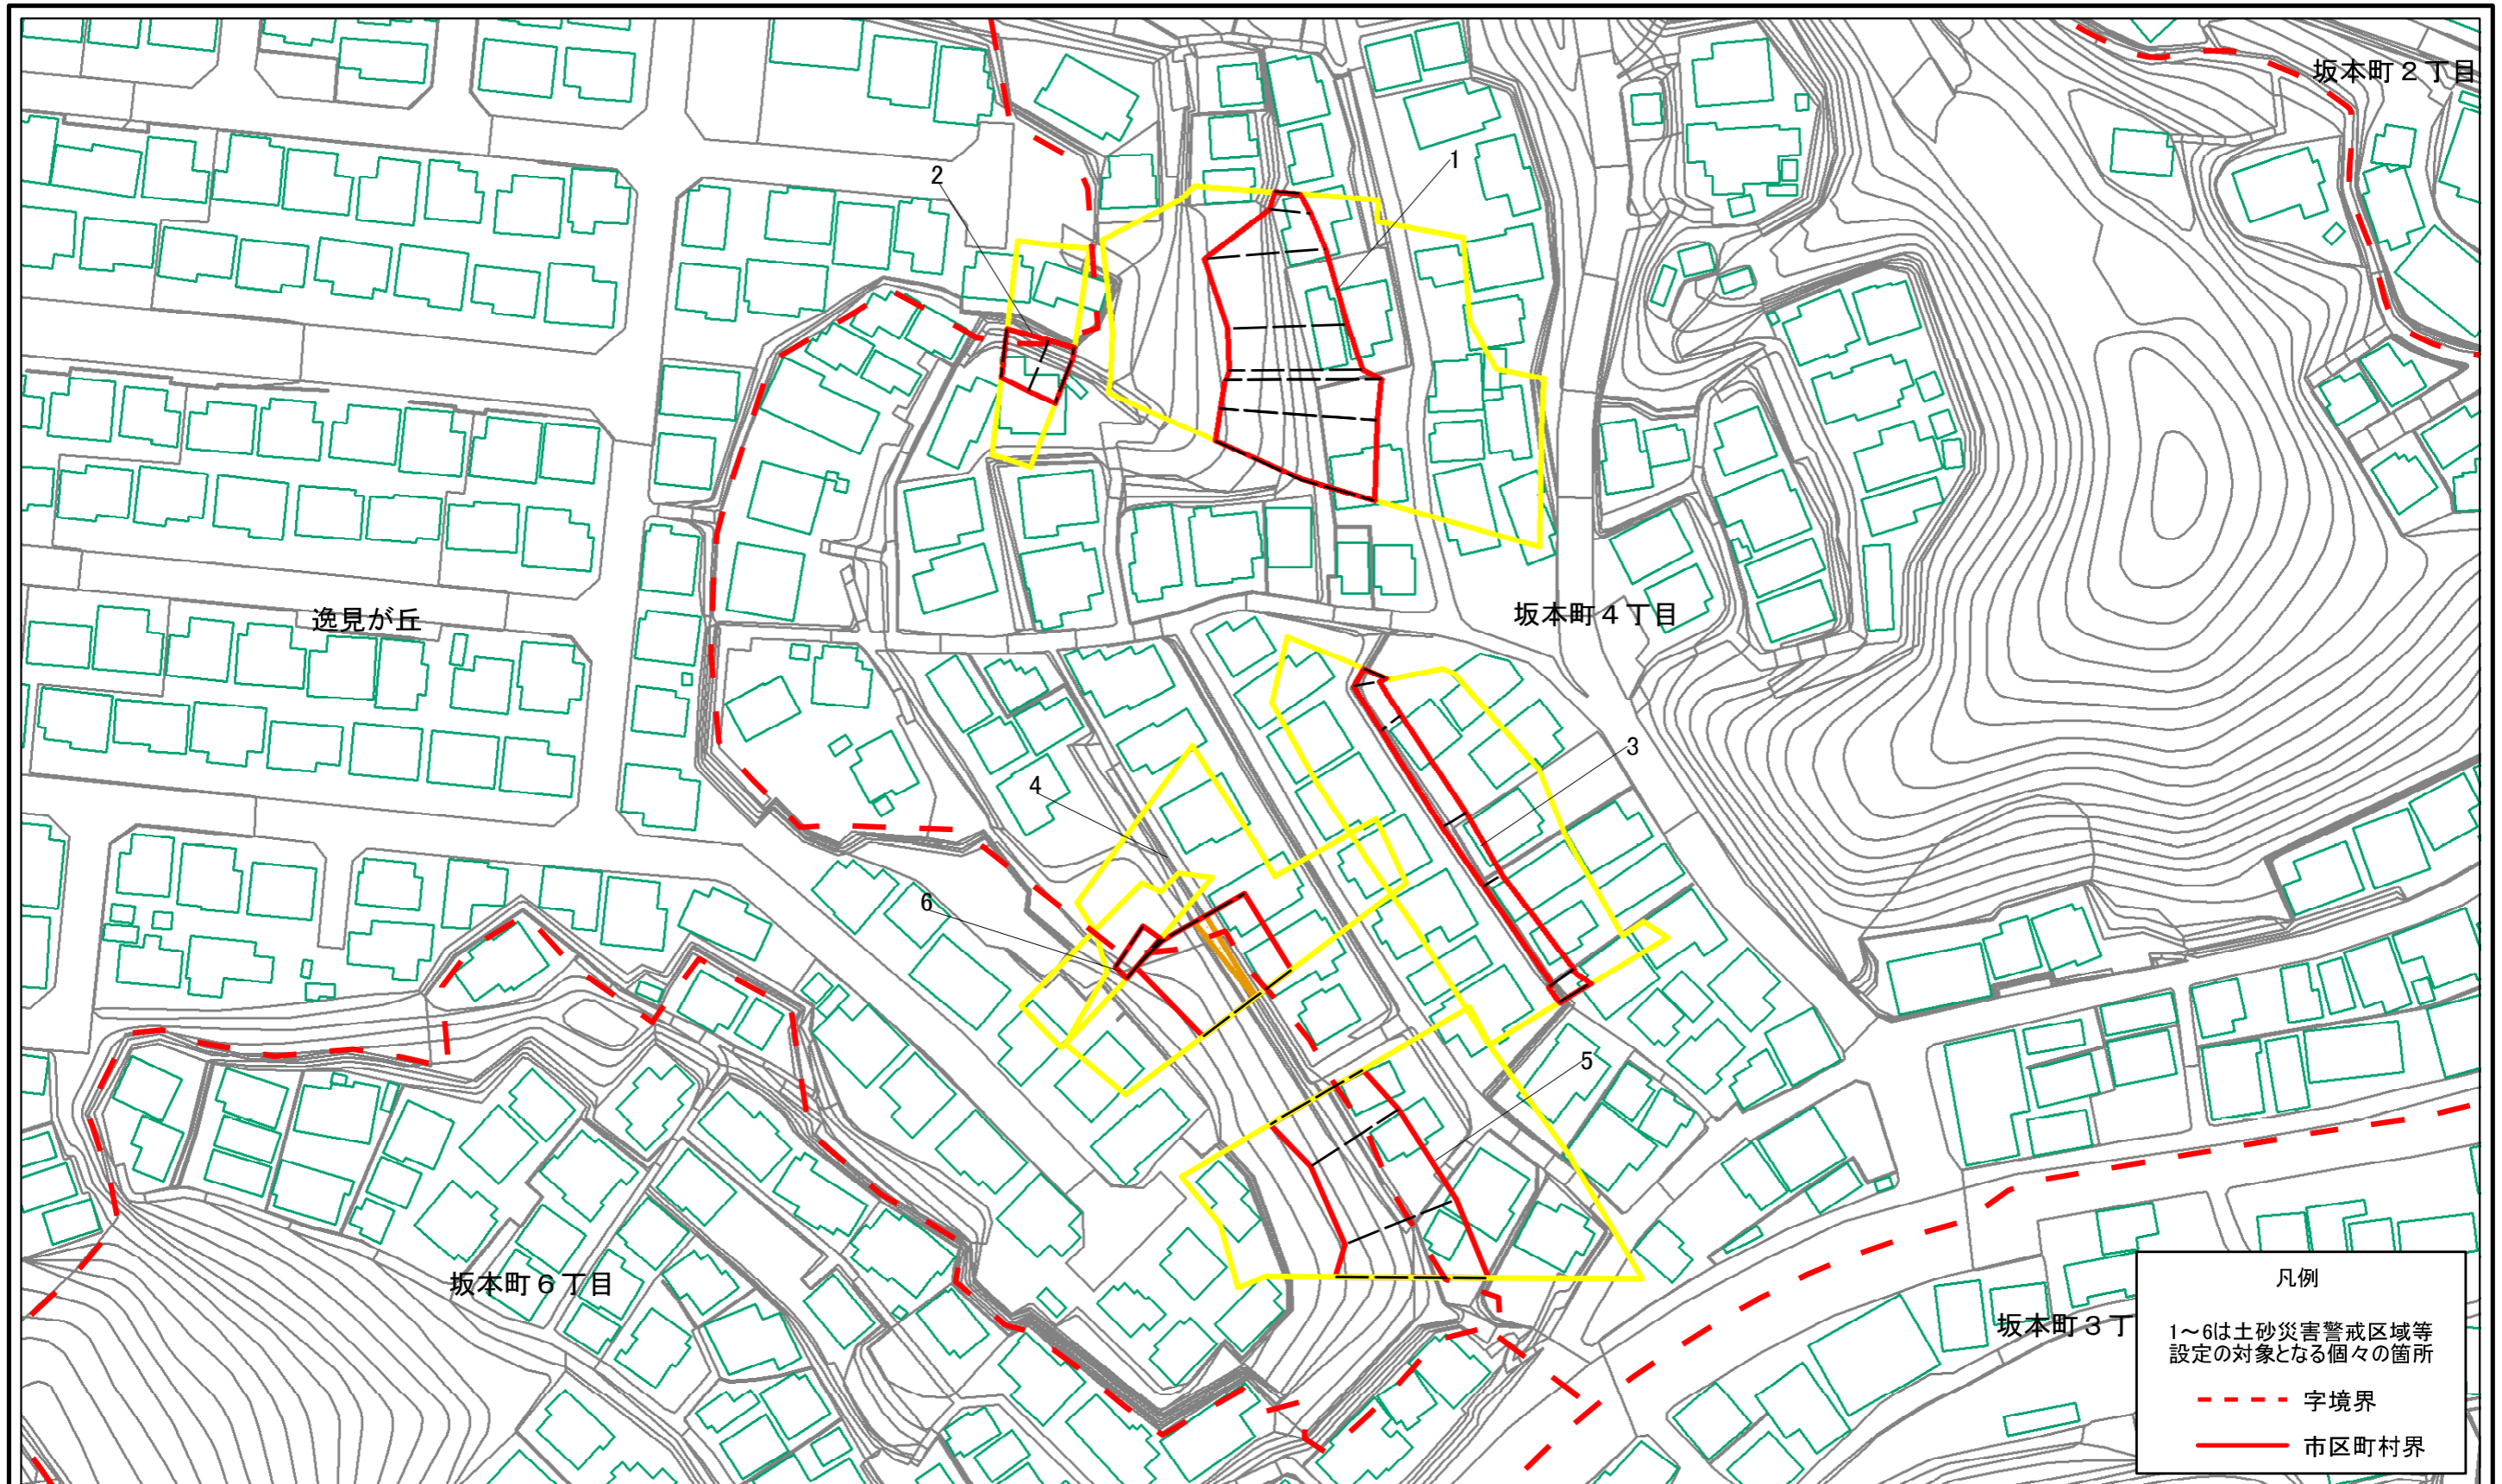 坂本町２丁目
1
2
逸見が丘
坂本町４丁目
3
4
6
5
坂本町６丁目
坂本町３丁
凡例
1～6は土砂災害警戒区域等
設定の対象となる個々の箇所
字境界
市区町村界